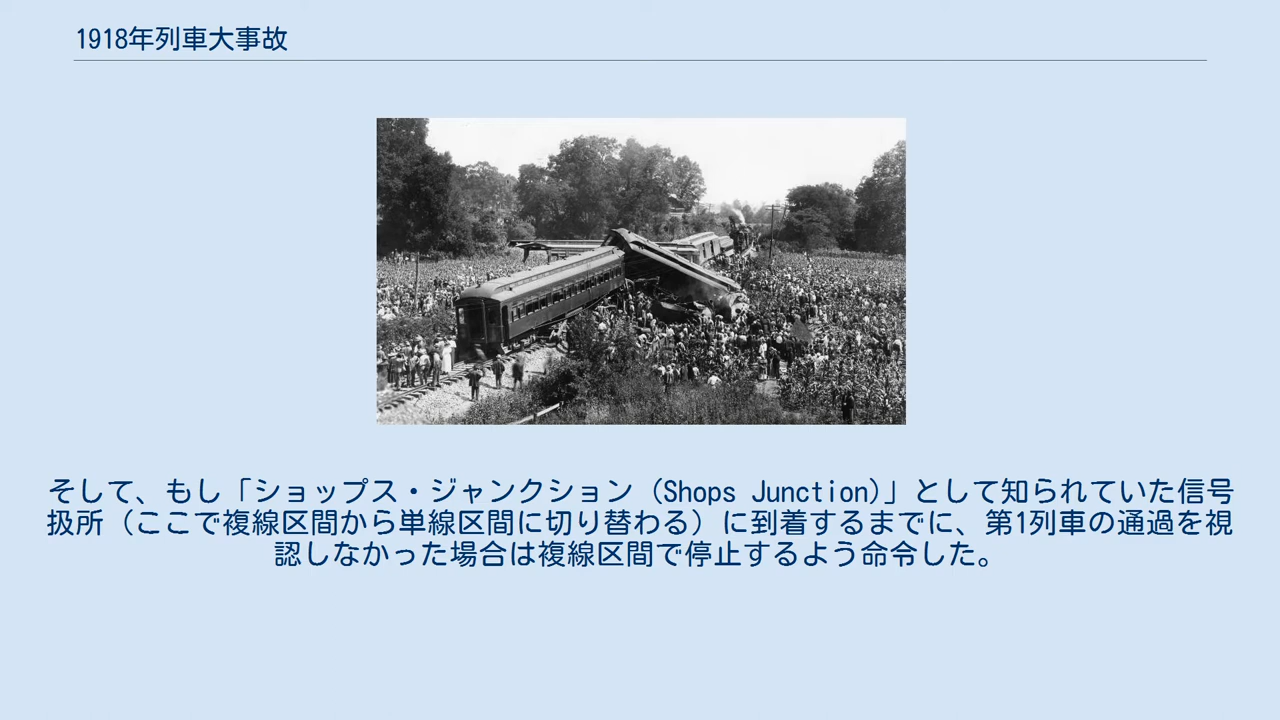 1918年列車大事故
そして、もし「ショップス・ジャンクション（Shops Junction)」として知られていた信号
扱所（ここで複線区間から単線区間に切り替わる）に到着するまでに、第1列車の通過を視
認しなかった場合は複線区間で停止するよう命令した。